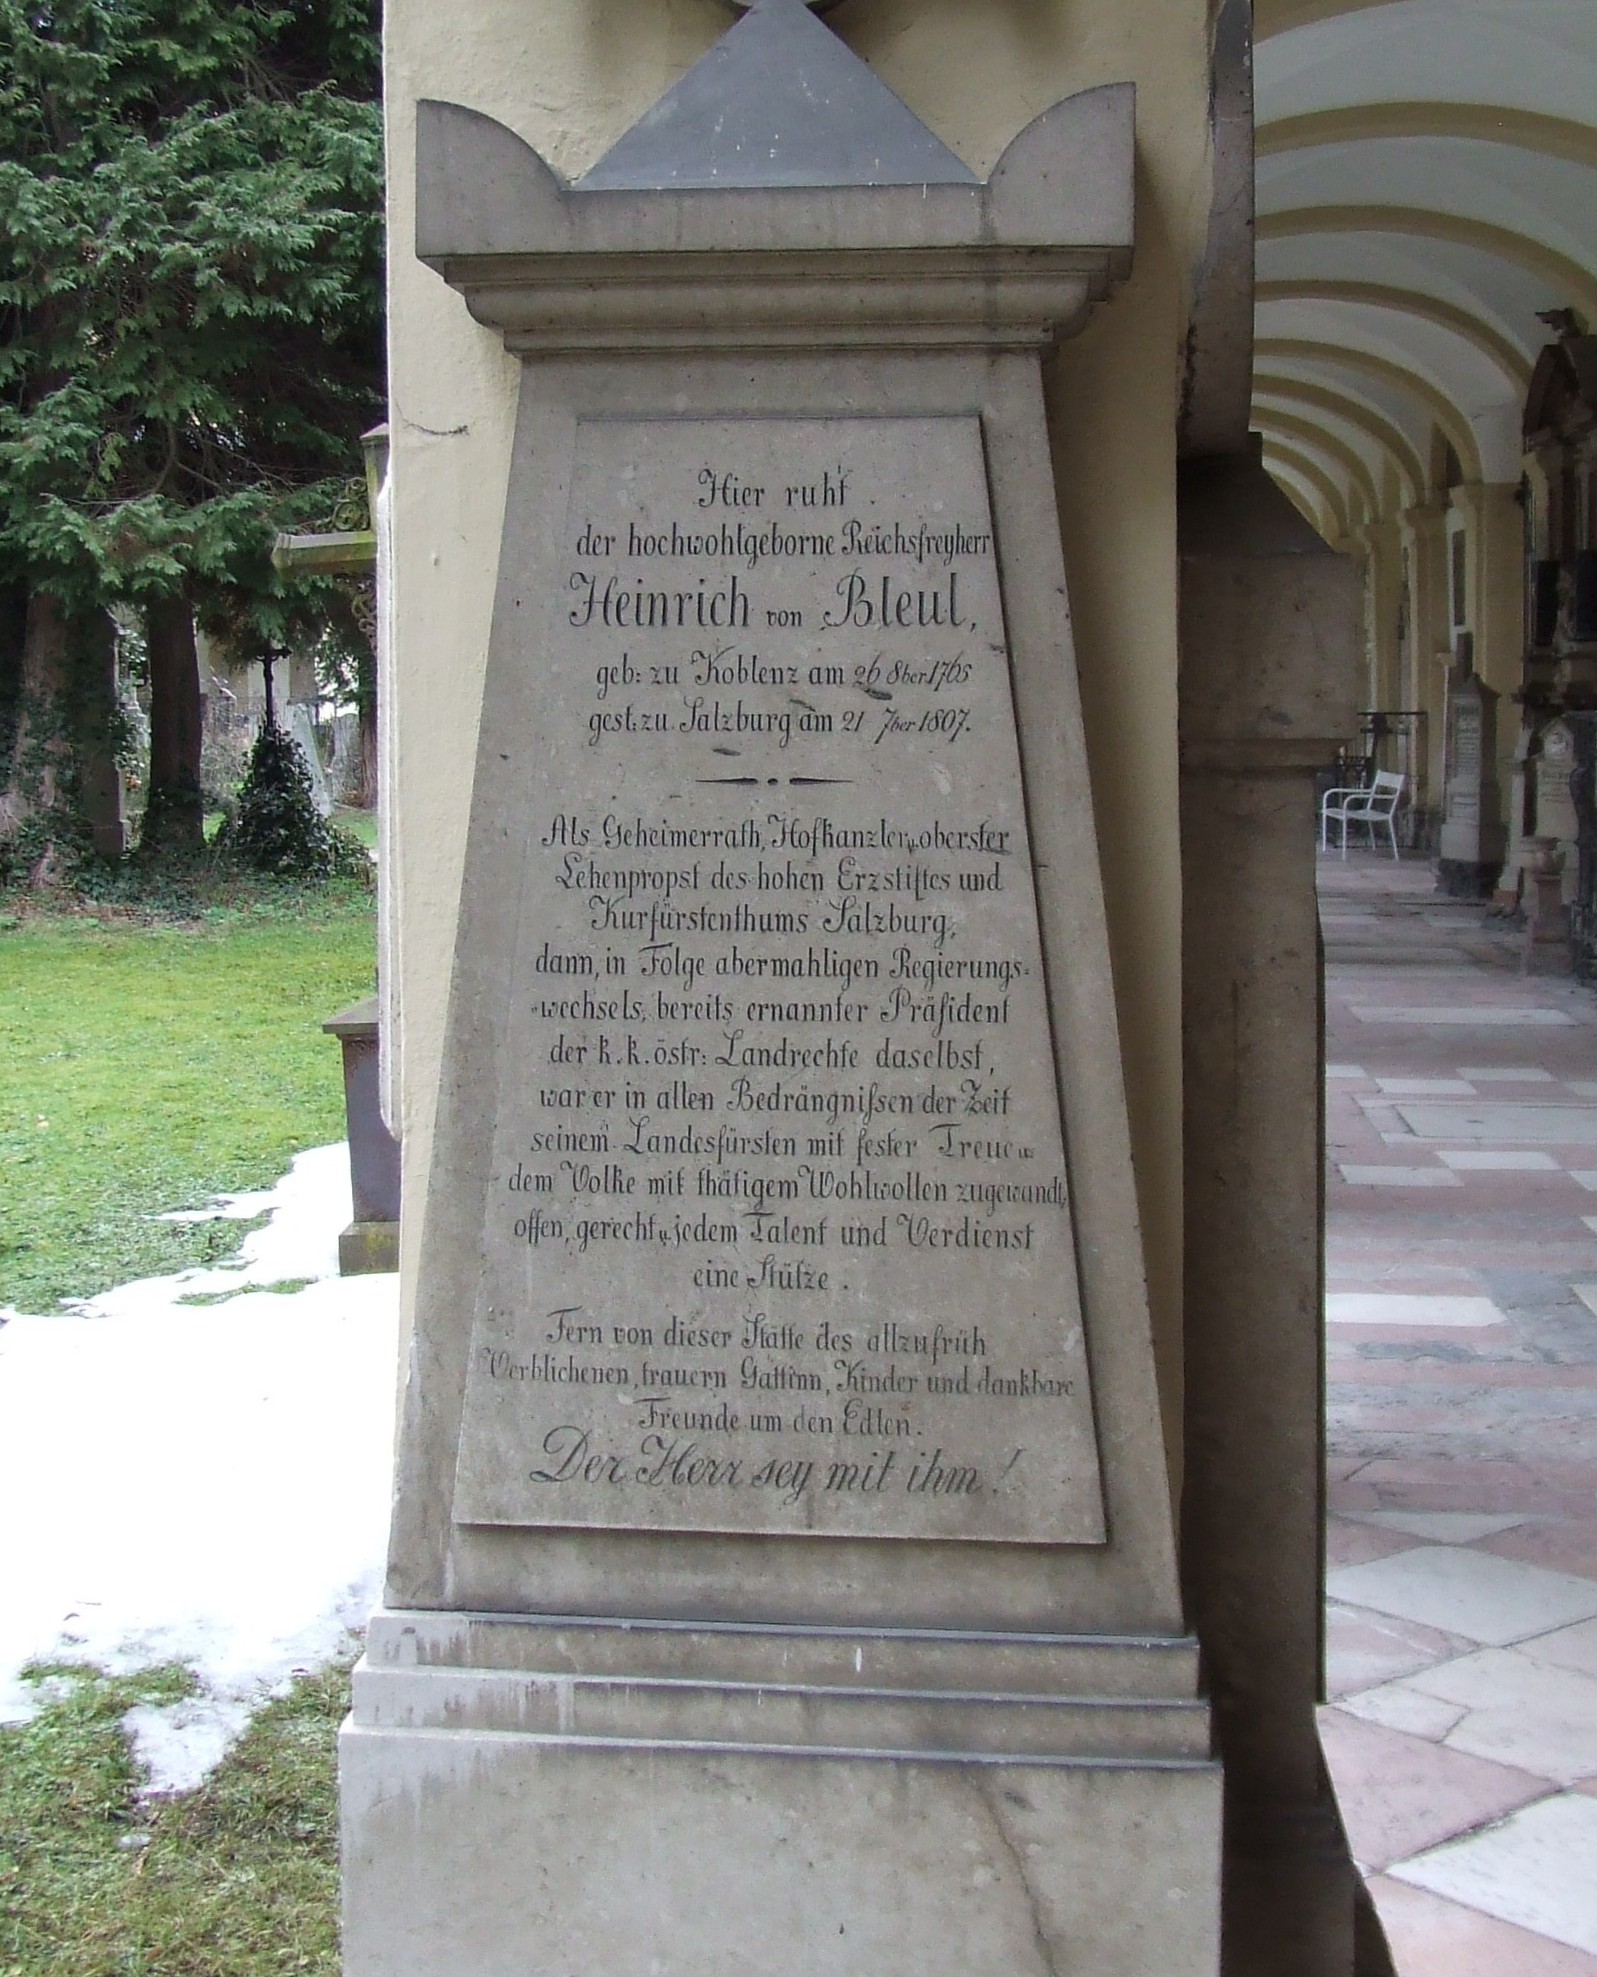 Hier ruht.
der hochwohlgeborne Reichsfreyherr
Heinrich von Bleul,
geb: zu Koblenz am 26 8ber 1765
gest: zu Salzburg am 21 7ber 1807.
Als Geheimerrath, Hofkanzler, u. oberster
Lehenpropst des hohen Erzstiftes und
Kurfürstenthums Salzburg,
dann, in Folge abermahligen Regierungs=
=wechsels, bereits ernannter Präsident
der k. k. östr: Landrechte daselbst,
war er in allen Bedrängnißen der Zeit
seinem Landesfürsten mit fester Treue u.
dem Volke mit thätigem Wohlwollen zugewandt,
offen, gerecht u. jedem Talent und Verdienst
eine Stütze.
Fern von dieser Stätte des allzufrüh
Verblichenen, trauern Gattinn, Kinder und dankbare
Freunde um den Edlen.
Der Herr sey mit ihm!